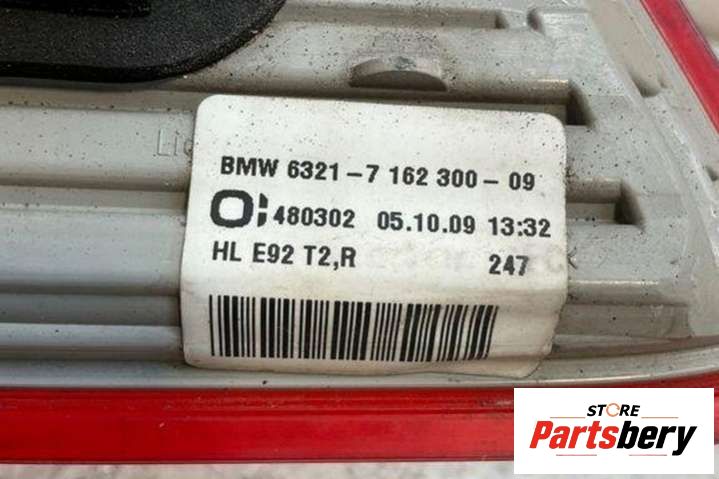 BMW 6321-7 162 300-09
480302 05.10.09 13:32
HL E92 T2,R 247
STORE
Partsbery